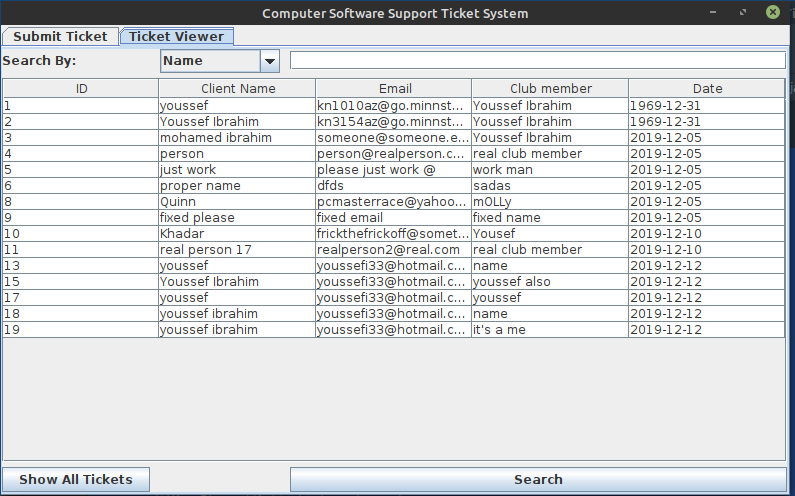 Computer Software Support Ticket System
Submit Ticket Ticket Viewer
Search By: Name
ID Client Name Email Club member Date
1 youssef kn1010az@go.minnst... Youssef Ibrahim 1969-12-31
2 Youssef Ibrahim kn3154az@go.minnst... Youssef Ibrahim 1969-12-31
3 mohamed ibrahim someone@someone.e... Youssef Ibrahim 2019-12-05
4 person person@realperson.c... real club member 2019-12-05
5 just work please just work @ work man 2019-12-05
6 proper name dfds sadas 2019-12-05
8 Quinn pcmasterrace@yahoo... mOLLy 2019-12-05
9 fixed please fixed email fixed name 2019-12-05
10 Khadar frickthefrickoff@somet... Yousef 2019-12-10
11 real person 17 realperson2@real.com real club member 2019-12-10
13 youssef youssefi33@hotmail.c... name 2019-12-12
15 Youssef Ibrahim youssefi33@hotmail.c... youssef also 2019-12-12
17 youssef youssefi33@hotmail.c... youssef 2019-12-12
18 youssef ibrahim youssefi33@hotmail.c... name 2019-12-12
19 youssef ibrahim youssefi33@hotmail.c... it's a me 2019-12-12
Show All Tickets Search